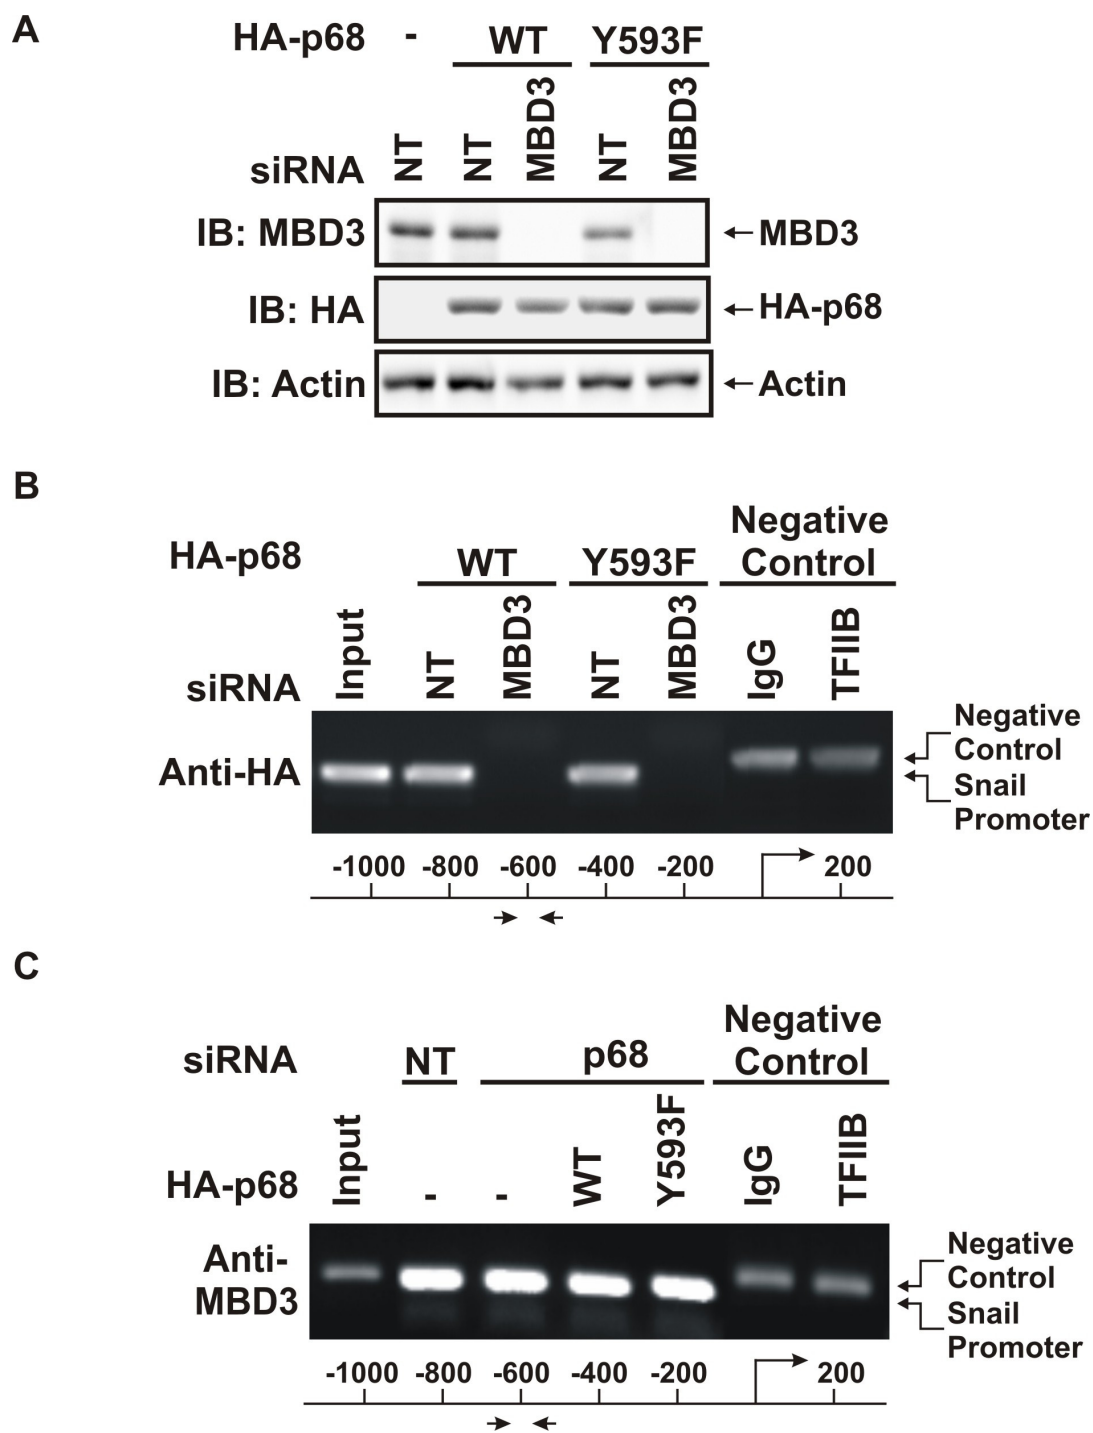 A
HA-p68 - WT Y593F
siRNA NT NT MBD3 NT MBD3
IB: MBD3 MBD3
IB: HA HA-p68
IB: Actin Actin
B
HA-p68 WT Y593F Negative
Control
siRNA Input NT MBD3 NT MBD3 IgG TFIIB
Anti-HA
Negative
Control
Snail
Promoter
-1000 -800 -600 -400 -200 200
C
siRNA NT p68 Negative
Control
HA-p68 Input - - WT Y593F IgG TFIIB
Anti-
MBD3
Negative
Control
Snail
Promoter
-1000 -800 -600 -400 -200 200